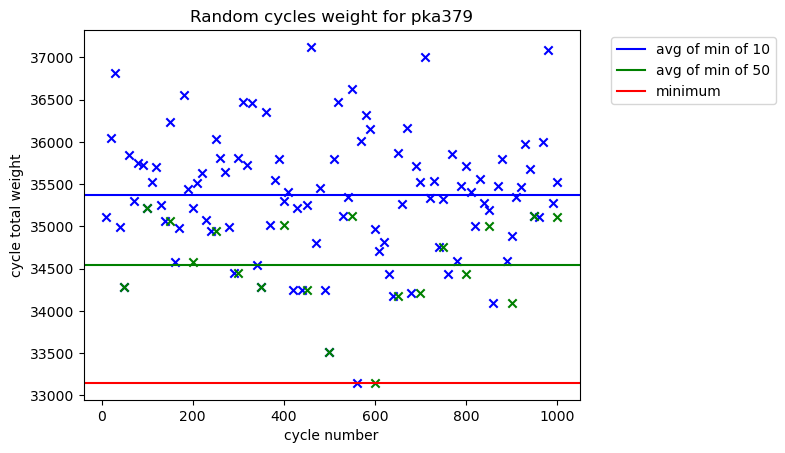 Random cycles weight for pka379
avg of min of 10
avg of min of 50
minimum
37000
36500
36000
35500
35000
34500
34000
33500
33000
cycle total weight
0 200 400 600 800 1000
cycle number